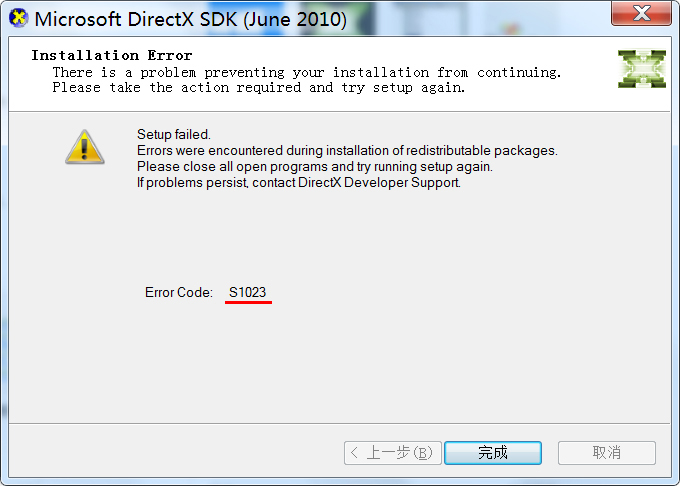 Microsoft DirectX SDK (June 2010)
Installation Error
There is a problem preventing your installation from continuing.
Please take the action required and try setup again.
Setup failed.
Errors were encountered during installation of redistributable packages.
Please close all open programs and try running setup again.
If problems persist, contact DirectX Developer Support.
Error Code: S1023
< 上一步(B) 完成 取消